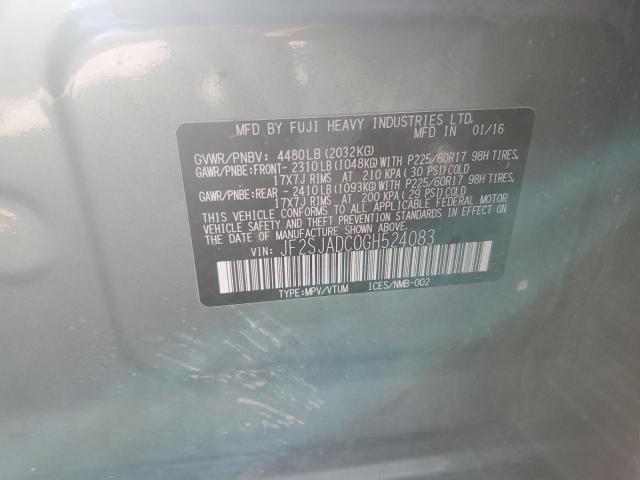 MFD BY FUJI HEAVY INDUSTRIES LTD.
MFD IN 01/16
GVWR/PNBV: 4480LB (2032KG)
GAWR/PNBE:FRONT- 2310LB (1048KG) WITH P225/60R17 98H TIRES,
17X7J RIMS AT 210 KPA (30 PSI) COLD
GAWR/PNBE:REAR -2410LB (1093KG) WITH P225/60R17 98H TIRES,
17X7J RIMS AT 200 KPA (29 PSI) COLD
THIS VEHICLE CONFORMS TO ALL APPLICABLE FEDERAL MOTOR
VEHICLE SAFETY AND THEFT PREVENTION STANDARDS IN EFFECT ON
THE DATE OF MANUFACTURE SHOWN ABOVE.
VIN: JF2SJADC0GH524083
TYPE:MPV/VTUM ICES/NMB-002